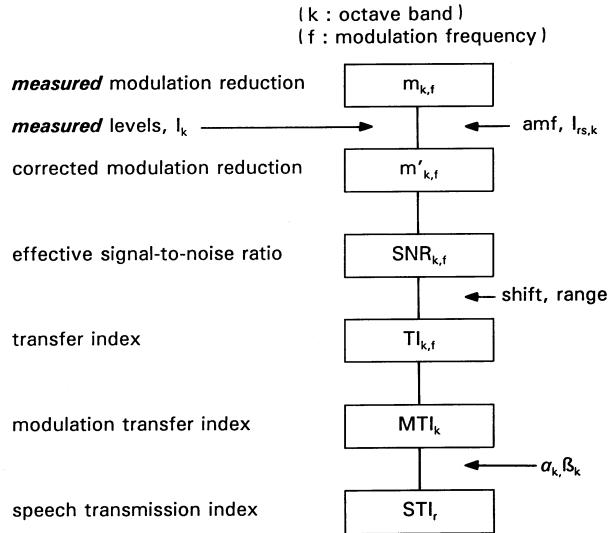 (k : octave band)
(f : modulation frequency)
measured modulation reduction m_k,f
measured levels, I_k amf, I_rs,k
corrected modulation reduction m'_k,f
effective signal-to-noise ratio SNR_k,f
shift, range
transfer index TI_k,f
modulation transfer index MTI_k
α_k, ß_k
speech transmission index STI_r